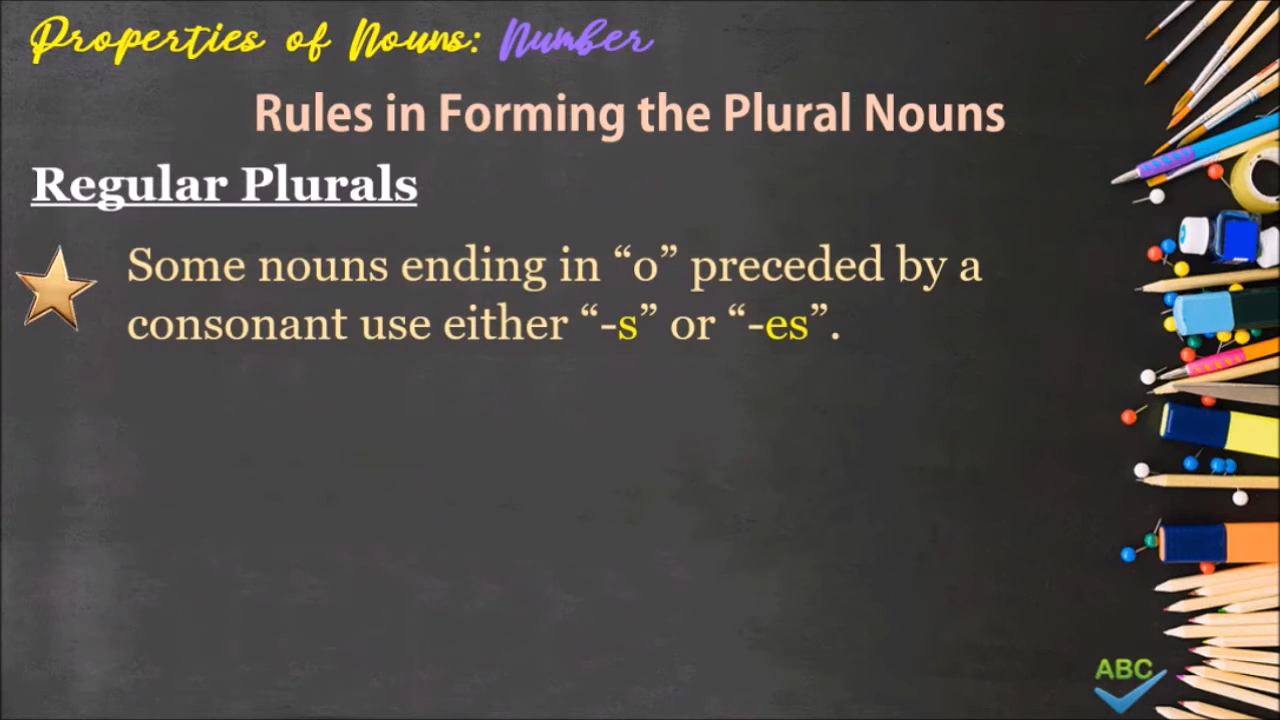 Properties of Nouns: Number
Rules in Forming the Plural Nouns
Regular Plurals
Some nouns ending in “o” preceded by a
consonant use either “-s” or “-es”.
ABC